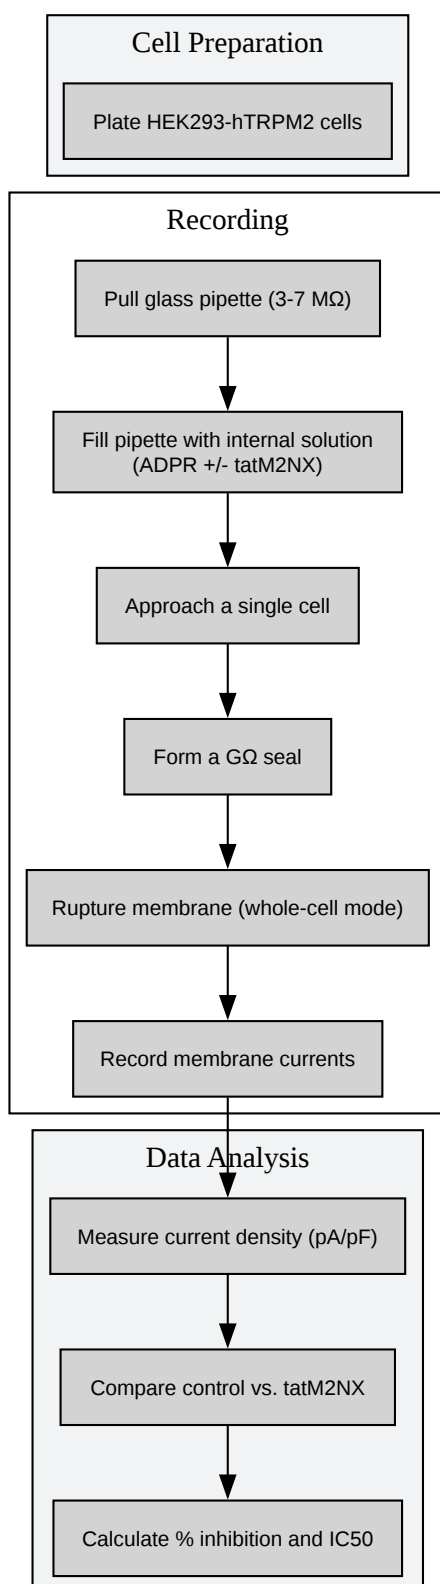 Cell Preparation
Plate HEK293-hTRPM2 cells
Recording
Pull glass pipette (3-7 MΩ)
Fill pipette with internal solution
(ADPR +/- tatM2NX)
Approach a single cell
Form a GΩ seal
Rupture membrane (whole-cell mode)
Record membrane currents
Data Analysis
Measure current density (pA/pF)
Compare control vs. tatM2NX
Calculate % inhibition and IC50